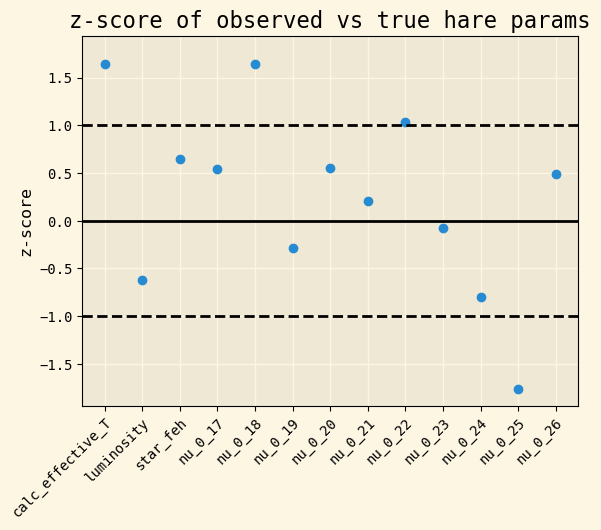 z-score of observed vs true hare params
z-score
1.5
1.0
0.5
0.0
−0.5
−1.0
−1.5
calc_effective_T
luminosity
star_feh
nu_0_17
nu_0_18
nu_0_19
nu_0_20
nu_0_21
nu_0_22
nu_0_23
nu_0_24
nu_0_25
nu_0_26